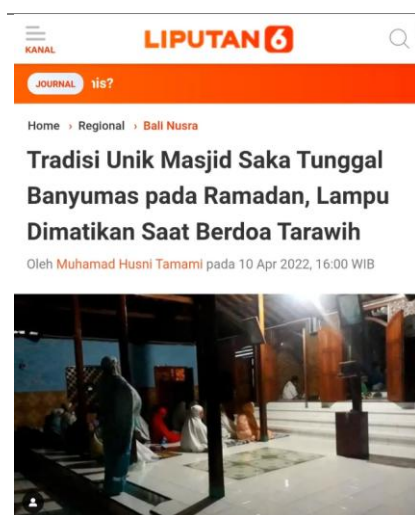 KANAL
LIPUTAN 6
JOURNAL nis?
Home › Regional › Bali Nusra
Tradisi Unik Masjid Saka Tunggal
Banyumas pada Ramadan, Lampu
Dimatikan Saat Berdoa Tarawih
Oleh Muhamad Husni Tamami pada 10 Apr 2022, 16:00 WIB